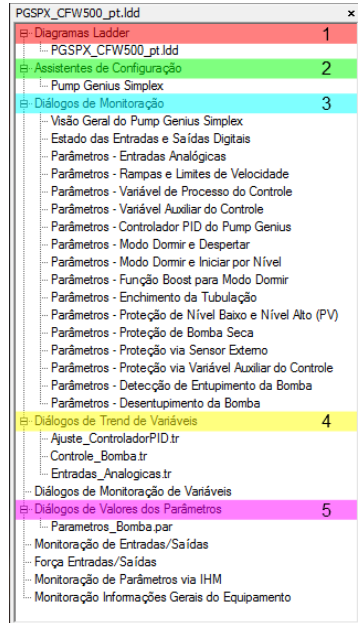 PGSPX_CFW500_pt.ldd x
Diagramas Ladder 1
PGSPX_CFW500_pt.ldd
Assistentes de Configuração 2
Pump Genius Simplex
Diálogos de Monitoração 3
Visão Geral do Pump Genius Simplex
Estado das Entradas e Saídas Digitais
Parâmetros - Entradas Analógicas
Parâmetros - Rampas e Limites de Velocidade
Parâmetros - Variável de Processo do Controle
Parâmetros - Variável Auxiliar do Controle
Parâmetros - Controlador PID do Pump Genius
Parâmetros - Modo Dormir e Despertar
Parâmetros - Modo Dormir e Iniciar por Nível
Parâmetros - Função Boost para Modo Dormir
Parâmetros - Enchimento da Tubulação
Parâmetros - Proteção de Nível Baixo e Nível Alto (PV)
Parâmetros - Proteção de Bomba Seca
Parâmetros - Proteção via Sensor Externo
Parâmetros - Proteção via Variável Auxiliar do Controle
Parâmetros - Detecção de Entupimento da Bomba
Parâmetros - Desentupimento da Bomba
Diálogos de Trend de Variáveis 4
Ajuste_ControladorPID.tr
Controle_Bomba.tr
Entradas_Analogicas.tr
Diálogos de Monitoração de Variáveis
Diálogos de Valores dos Parâmetros 5
Parametros_Bomba.par
Monitoração de Entradas/Saídas
Força Entradas/Saídas
Monitoração de Parâmetros via IHM
Monitoração Informações Gerais do Equipamento